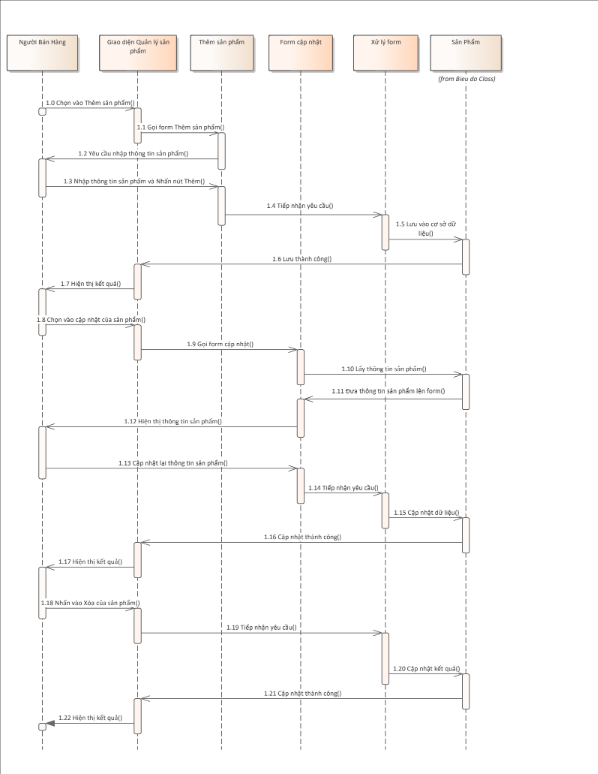 Người Bán Hàng
Giao diện Quản lý sản
phẩm
Thêm sản phẩm
Form cập nhật
Xử lý form
Sản Phẩm
(from Bieu do Class)
1.0 Chọn vào Thêm sản phẩm()
1.1 Gọi form Thêm sản phẩm()
1.2 Yêu cầu nhập thông tin sản phẩm()
1.3 Nhập thông tin sản phẩm và Nhấn nút Thêm()
1.4 Tiếp nhận yêu cầu()
1.5 Lưu vào cơ sở dữ
liệu()
1.6 Lưu thành công()
1.7 Hiện thị kết quả()
1.8 Chọn vào cập nhật của sản phẩm()
1.9 Gọi form cập nhật()
1.10 Lấy thông tin sản phẩm()
1.11 Đưa thông tin sản phẩm lên form()
1.12 Hiện thị thông tin sản phẩm()
1.13 Cập nhật lại thông tin sản phẩm()
1.14 Tiếp nhận yêu cầu()
1.15 Cập nhật dữ liệu()
1.16 Cập nhật thành công()
1.17 Hiện thị kết quả()
1.18 Nhấn vào Xóa của sản phẩm()
1.19 Tiếp nhận yêu cầu()
1.20 Cập nhật kết quả()
1.21 Cập nhật thành công()
1.22 Hiện thị kết quả()